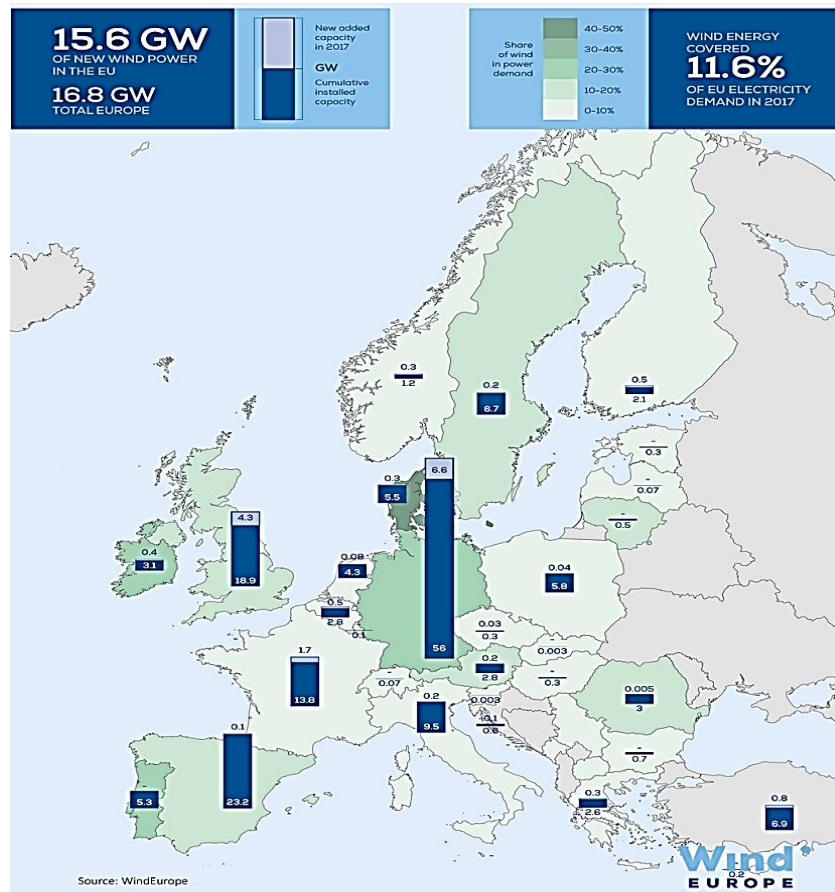 15.6 GW
OF NEW WIND POWER
IN THE EU
16.8 GW
TOTAL EUROPE
New added
capacity
in 2017
GW
Cumulative
installed
capacity
Share
of wind
in power
demand
40-50%
30-40%
20-30%
10-20%
0-10%
WIND ENERGY
COVERED
11.6%
OF EU ELECTRICITY
DEMAND IN 2017
0.3
1.2
0.2
6.7
0.5
2.1
-
0.3
-
0.07
-
0.5
0.3
5.5
6.6
56
4.3
18.9
0.4
3.1
0.08
4.3
0.04
5.8
0.5
2.8
0.1
0.03
0.3
-
0.003
1.7
13.8
-
0.07
0.2
2.8
-
0.3
0.005
3
0.2
9.5
0.003
0.1
0.6
0.1
23.2
-
5.3
-
0.7
0.3
2.6
0.8
6.9
-
0.2
Wind
EUROPE
Source: WindEurope